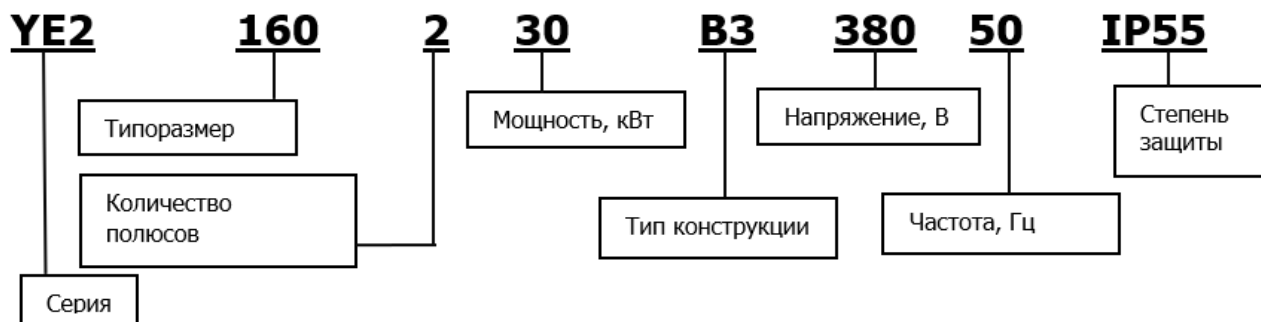 YE2 160 2 30 B3 380 50 IP55
Типоразмер
Мощность, кВт
Напряжение, В
Степень
защиты
Количество
полюсов
Тип конструкции
Частота, Гц
Серия